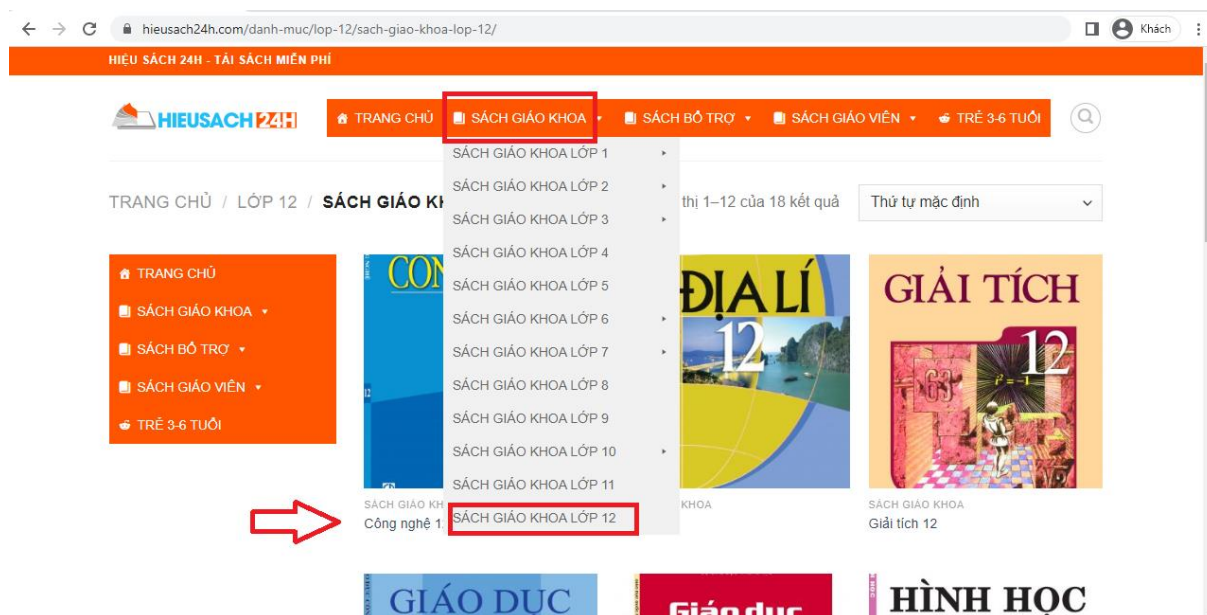 hieusach24h.com/danh-muc/lop-12/sach-giao-khoa-lop-12/
Khách
HIỆU SÁCH 24H - TẢI SÁCH MIỄN PHÍ
HIEUSACH 24H
TRANG CHỦ
SÁCH GIÁO KHOA
SÁCH BỔ TRỢ
SÁCH GIÁO VIÊN
TRẺ 3-6 TUỔI
SÁCH GIÁO KHOA LỚP 1
SÁCH GIÁO KHOA LỚP 2
SÁCH GIÁO KHOA LỚP 3
SÁCH GIÁO KHOA LỚP 4
SÁCH GIÁO KHOA LỚP 5
SÁCH GIÁO KHOA LỚP 6
SÁCH GIÁO KHOA LỚP 7
SÁCH GIÁO KHOA LỚP 8
SÁCH GIÁO KHOA LỚP 9
SÁCH GIÁO KHOA LỚP 10
SÁCH GIÁO KHOA LỚP 11
SÁCH GIÁO KHOA LỚP 12
TRANG CHỦ / LỚP 12 / SÁCH GIÁO KH
thị 1–12 của 18 kết quả
Thứ tự mặc định
TRANG CHỦ
SÁCH GIÁO KHOA
SÁCH BỔ TRỢ
SÁCH GIÁO VIÊN
TRẺ 3-6 TUỔI
CÔN
12
ĐỊA LÍ
12
GIẢI TÍCH
12
i² = -1
SÁCH GIÁO KH
Công nghệ 1
KHOA
SÁCH GIÁO KHOA
Giải tích 12
GIÁO DỤC
Giáo dục
HÌNH HỌC